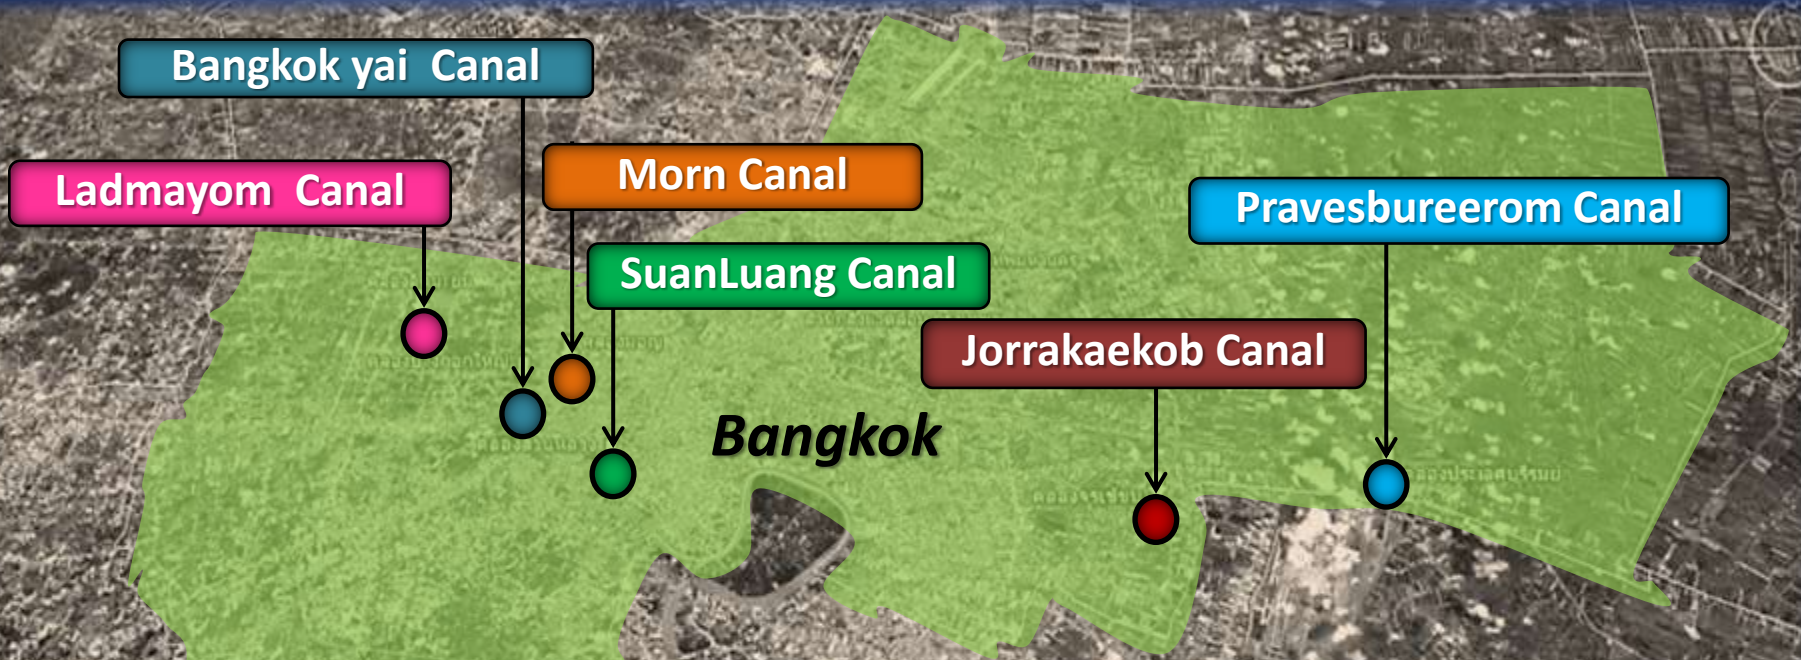 Bangkok yai  Canal
Morn Canal
Ladmayom  Canal
Pravesbureerom Canal
SuanLuang Canal
Jorrakaekob Canal
Bangkok